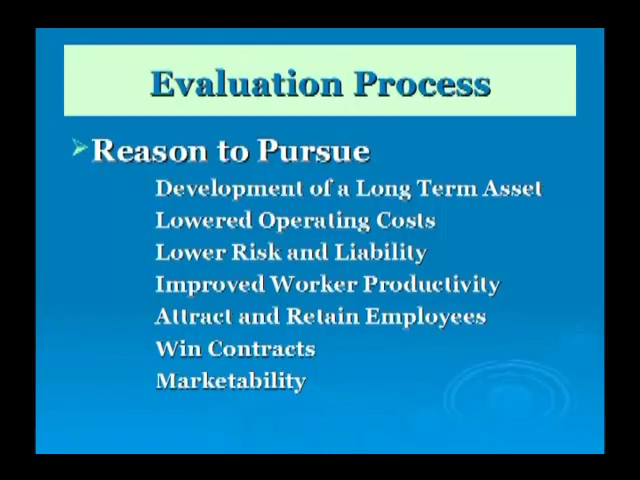 Evaluation Process
Reason to Pursue
Development of a Long Term Asset
Lowered Operating Costs
Lower Risk and Liability
Improved Worker Productivity
Attract and Retain Employees
Win Contracts
Marketability